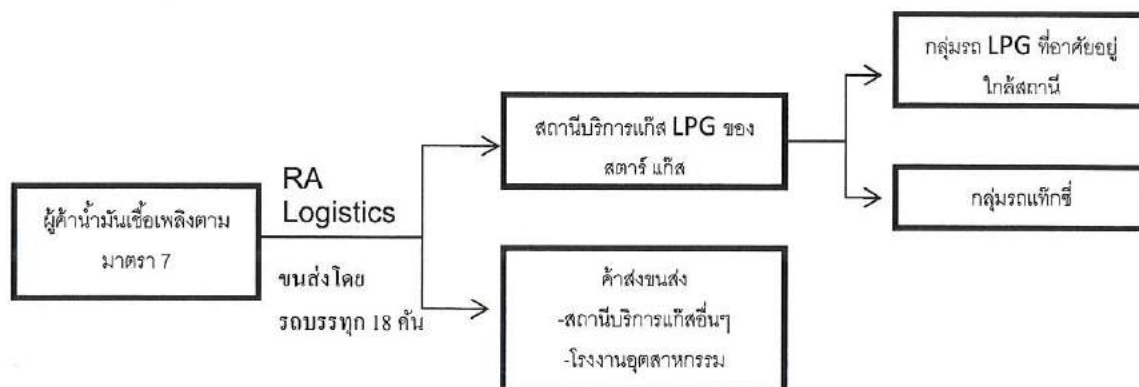 ผู้ค้าน้ำมันเชื้อเพลิงตาม
มาตรา 7
RA
Logistics
ขนส่งโดย
รถบรรทุก 18 คัน
สถานีบริการแก๊ส LPG ของ
สตาร์ แก๊ส
ค้าส่งขนส่ง
-สถานีบริการแก๊สอื่นๆ
-โรงงานอุตสาหกรรม
กลุ่มรถ LPG ที่อาศัยอยู่
ใกล้สถานี
กลุ่มรถแท๊กซี่